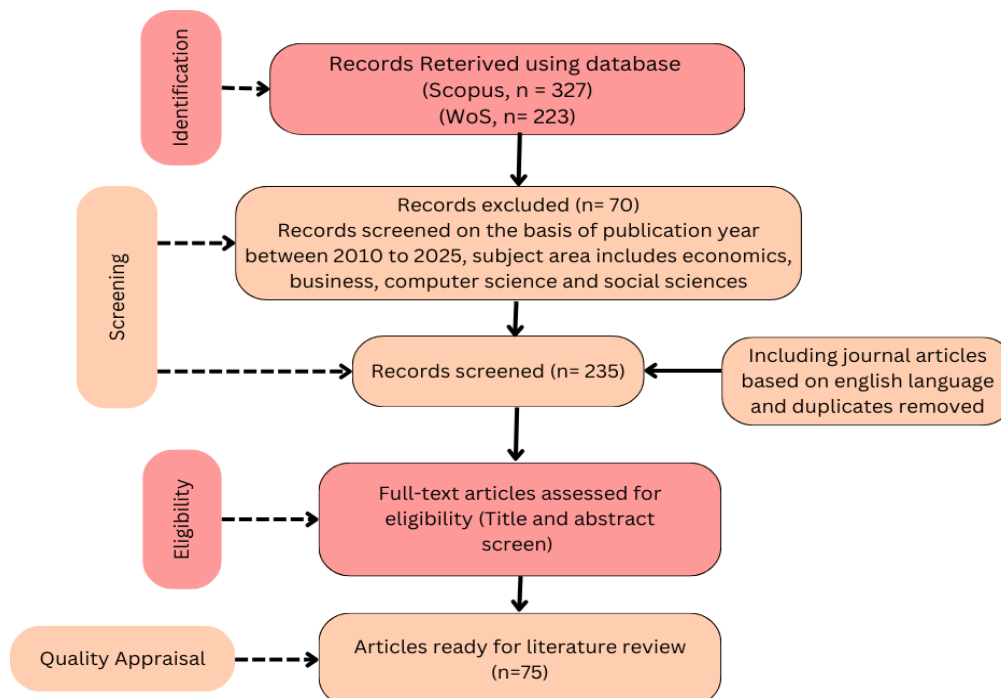 Identification
Records Reterived using database
(Scopus, n = 327)
(WoS, n= 223)
Screening
Records excluded (n= 70)
Records screened on the basis of publication year
between 2010 to 2025, subject area includes economics,
business, computer science and social sciences
Records screened (n= 235)
Including journal articles
based on english language
and duplicates removed
Eligibility
Full-text articles assessed for
eligibility (Title and abstract
screen)
Quality Appraisal
Articles ready for literature review
(n=75)